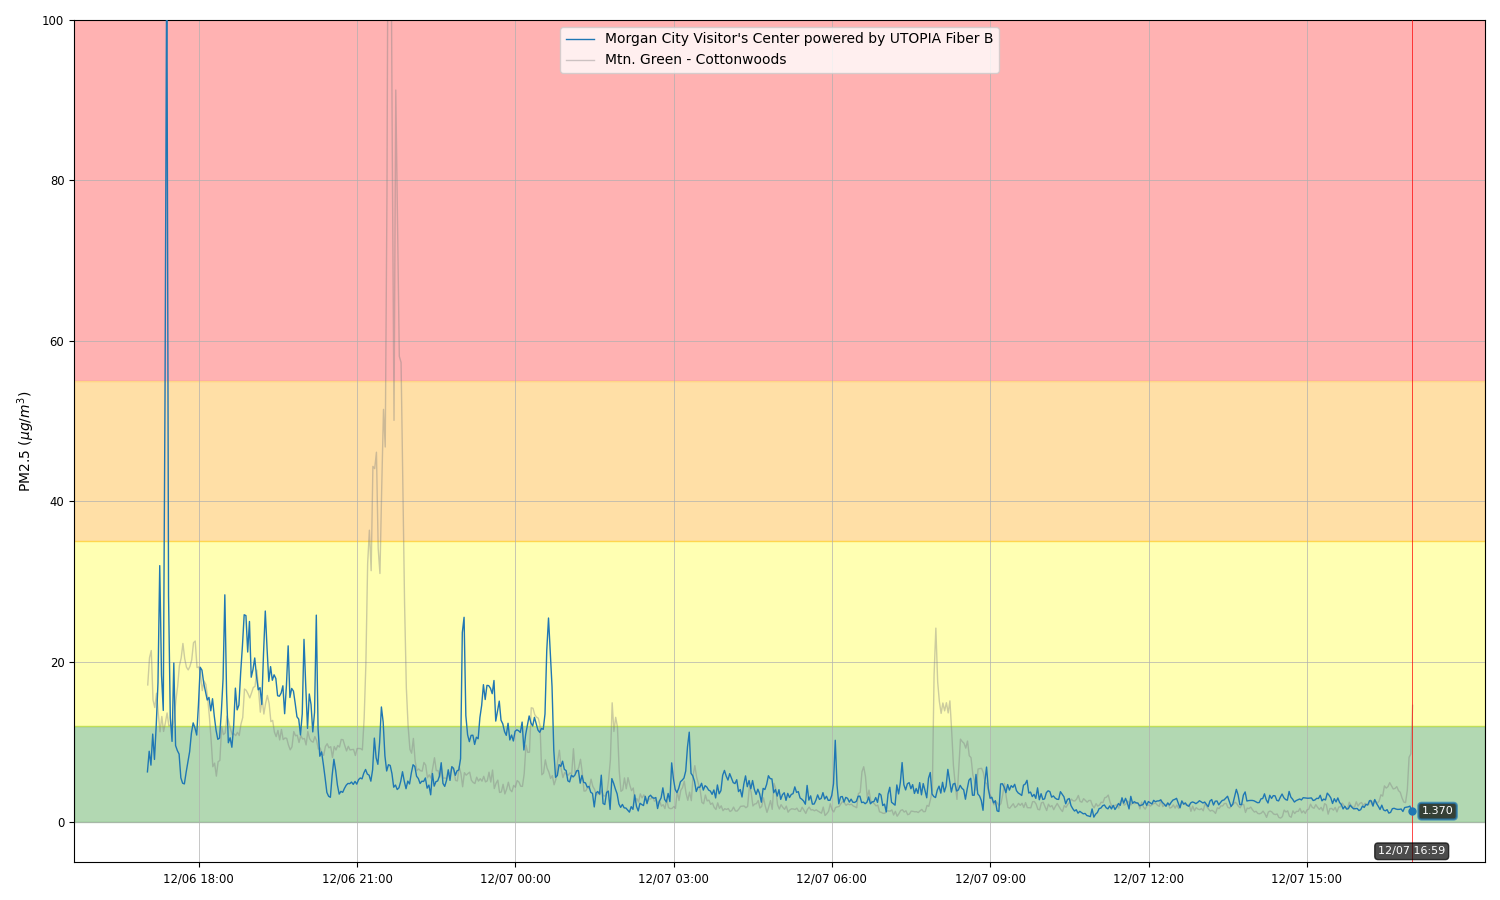 100
Morgan City Visitor's Center powered by UTOPIA Fiber B
Mtn. Green - Cottonwoods
80
60
40
20
0
PM2.5 (μg/m³)
1.370
12/07 16:59
12/06 18:00 12/06 21:00 12/07 00:00 12/07 03:00 12/07 06:00 12/07 09:00 12/07 12:00 12/07 15:00